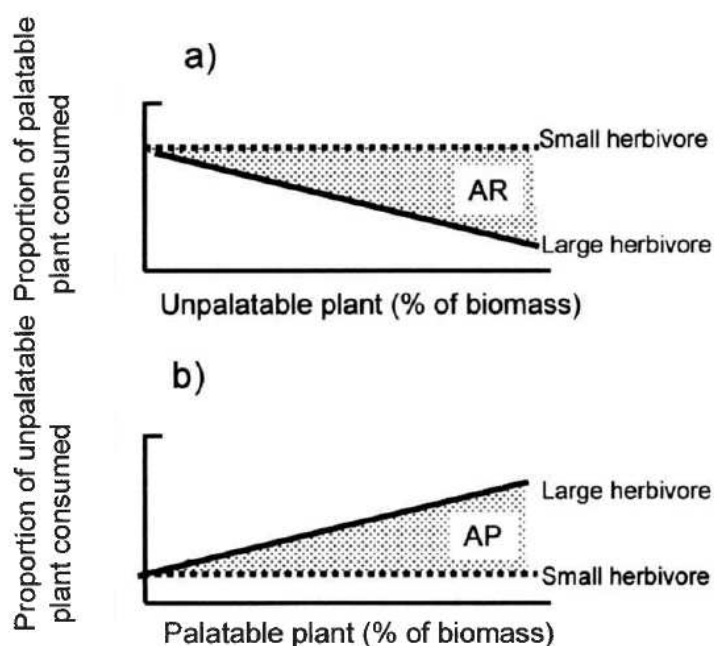 a)
Proportion of palatable
plant consumed
Small herbivore
AR
Large herbivore
Unpalatable plant (% of biomass)
b)
Proportion of unpalatable
plant consumed
Large herbivore
AP
Small herbivore
Palatable plant (% of biomass)